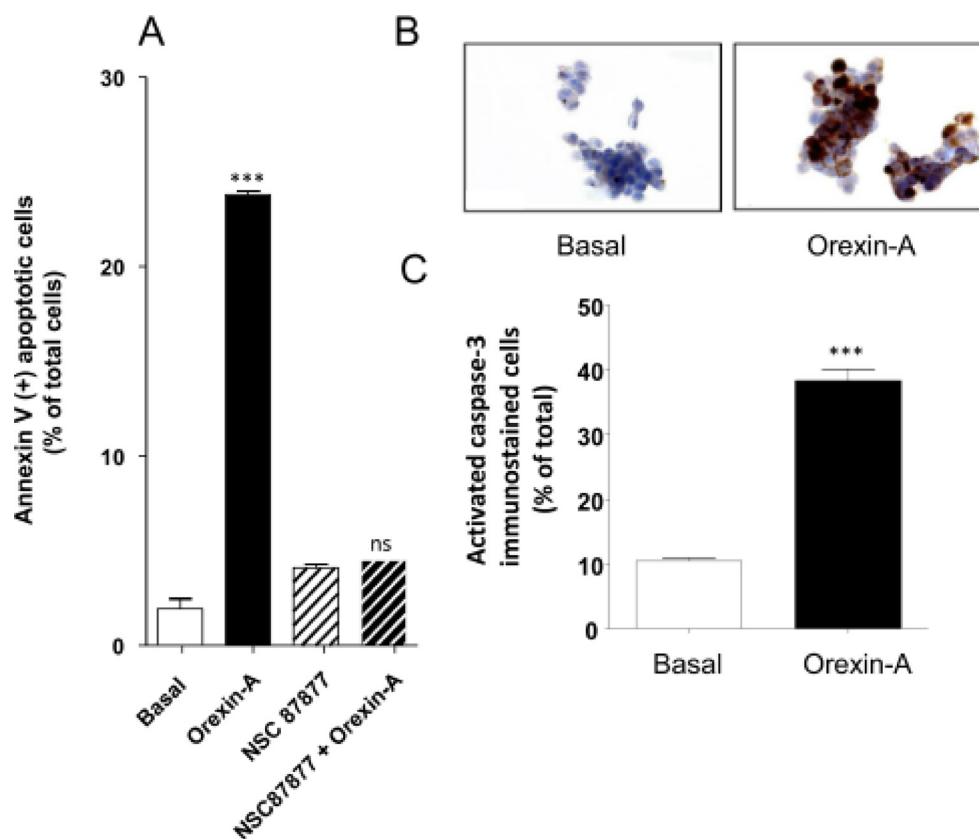 A
Annexin V (+) apoptotic cells
(% of total cells)
30
20
10
0
***
ns
Basal
Orexin-A
NSC 87877
NSC87877 + Orexin-A
B
Basal
Orexin-A
C
Activated caspase-3
immunostained cells
(% of total)
50
40
30
20
10
0
***
Basal
Orexin-A